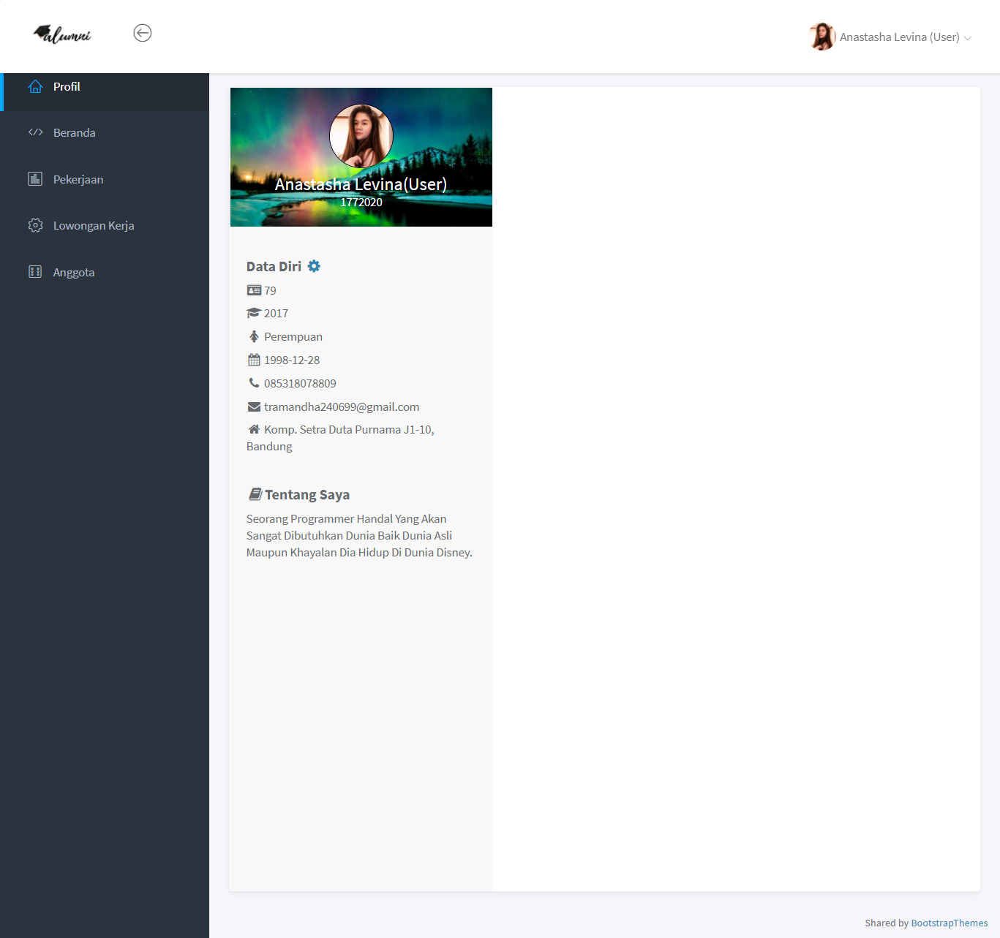 alumni
Anastasha Levina (User)
Profil
Beranda
Pekerjaan
Lowongan Kerja
Anggota
Anastasha Levina(User)
1772020
Data Diri
79
2017
Perempuan
1998-12-28
085318078809
tramandha240699@gmail.com
Komp. Setra Duta Purnama J1-10,
Bandung
Tentang Saya
Seorang Programmer Handal Yang Akan
Sangat Dibutuhkan Dunia Baik Dunia Asli
Maupun Khayalan Dia Hidup Di Dunia Disney.
Shared by BootstrapThemes